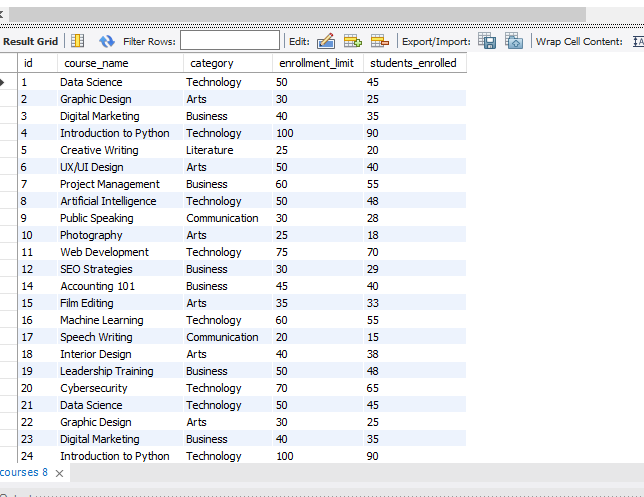 Result Grid Filter Rows: Edit: Export/Import: Wrap Cell Content:
id course_name category enrollment_limit students_enrolled
1 Data Science Technology 50 45
2 Graphic Design Arts 30 25
3 Digital Marketing Business 40 35
4 Introduction to Python Technology 100 90
5 Creative Writing Literature 25 20
6 UX/UI Design Arts 50 40
7 Project Management Business 60 55
8 Artificial Intelligence Technology 50 48
9 Public Speaking Communication 30 28
10 Photography Arts 25 18
11 Web Development Technology 75 70
12 SEO Strategies Business 30 29
14 Accounting 101 Business 45 40
15 Film Editing Arts 35 33
16 Machine Learning Technology 60 55
17 Speech Writing Communication 20 15
18 Interior Design Arts 40 38
19 Leadership Training Business 50 48
20 Cybersecurity Technology 70 65
21 Data Science Technology 50 45
22 Graphic Design Arts 30 25
23 Digital Marketing Business 40 35
24 Introduction to Python Technology 100 90
courses 8